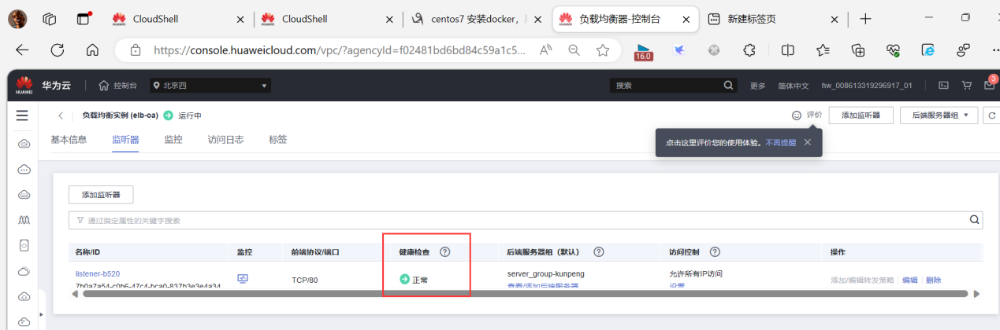 CloudShell
CloudShell
centos7 安装docker,
负载均衡器-控制台
新建标签页
https://console.huaweicloud.com/vpc/?agencyId=f02481bd6bd84c59a1c5...
16.0
HUAWEI
华为云
控制台
北京四
搜索
更多
简体中文
hw_008613319296917_01
3
负载均衡实例 (elb-oa)
运行中
评价
添加监听器
后端服务器组
基本信息
监听器
监控
访问日志
标签
点击这里评价您的使用体验。不再提醒
添加监听器
通过指定属性的关键字搜索
名称/ID
监控
前端协议/端口
健康检查
后端服务器组（默认）
访问控制
操作
listener-b520
TCP/80
正常
server_group-kunpeng
允许所有IP访问
添加/编辑转发策略
编辑
删除
7b0a7a54-c0b6-47c4-bca0-837b3e3e4a34
查看/添加后端服务器
设置